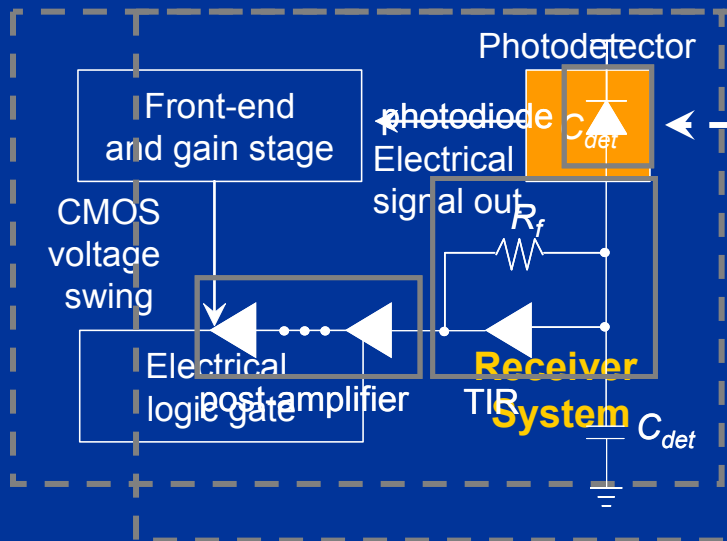 Photodetector
Front-end
and gain stage
photodiode
C_det
Electrical
signal out
CMOS
voltage
swing
R_f
Electrical
logic gate
post-amplifier
TIR
Receiver
System
C_det